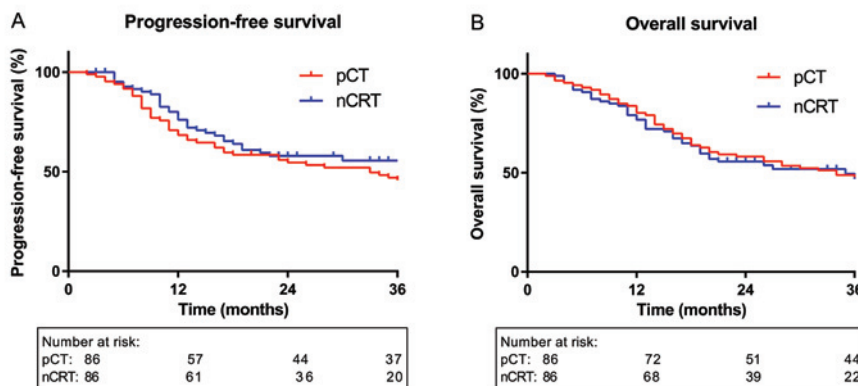 A
Progression-free survival
Progression-free survival (%)
100
50
0
pCT
nCRT
0 12 24 36
Time (months)
Number at risk:
pCT: 86 57 44 37
nCRT: 86 61 36 20
B
Overall survival
Overall survival (%)
100
50
0
pCT
nCRT
0 12 24 36
Time (months)
Number at risk:
pCT: 86 72 51 44
nCRT: 86 68 39 22